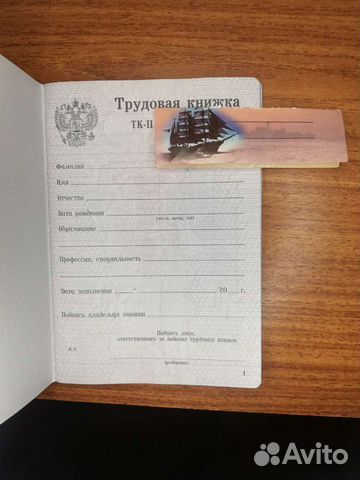 Трудовая книжка
ТК-II
Фамилия
Имя
Отчество
Дата рождения
(число, месяц, год)
Образование
Профессия, специальность
Дата заполнения " " 20 г.
Подпись владельца книжки
Подпись лица,
ответственного за ведение трудовых книжек
М.П.
(разборчиво)
1
Avito